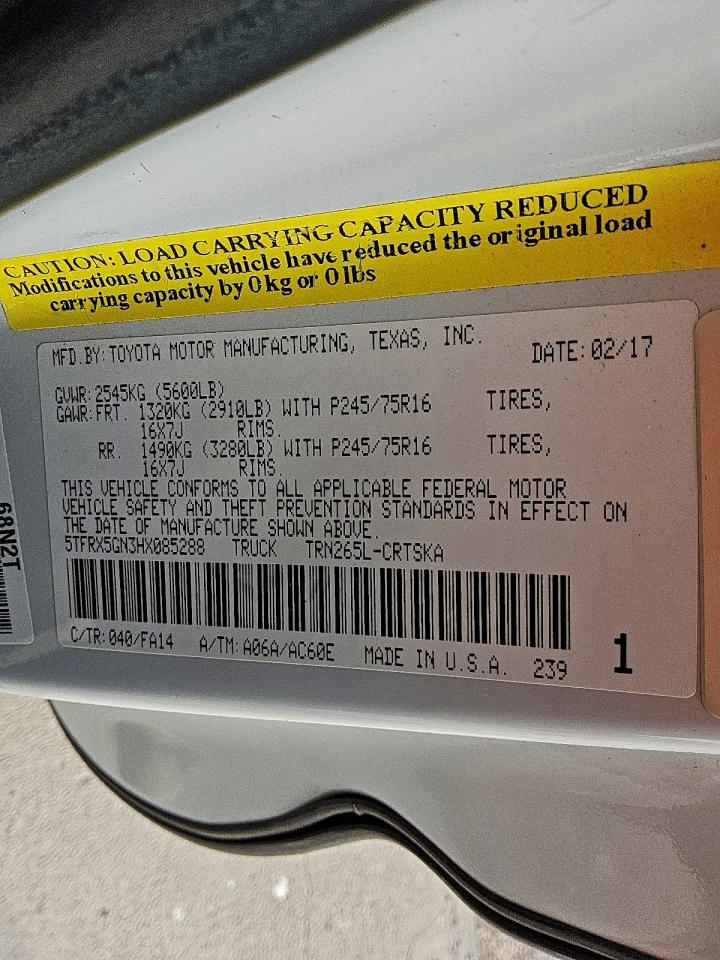 CAUTION: LOAD CARRYING CAPACITY REDUCED
Modifications to this vehicle have reduced the original load
carrying capacity by 0 kg or 0 lbs
MFD.BY: TOYOTA MOTOR MANUFACTURING, TEXAS, INC.
DATE: 02/17
GVWR: 2545KG (5600LB)
GAWR: FRT. 1320KG (2910LB) WITH P245/75R16 TIRES,
16X7J RIMS.
RR. 1490KG (3280LB) WITH P245/75R16 TIRES,
16X7J RIMS.
THIS VEHICLE CONFORMS TO ALL APPLICABLE FEDERAL MOTOR
VEHICLE SAFETY AND THEFT PREVENTION STANDARDS IN EFFECT ON
THE DATE OF MANUFACTURE SHOWN ABOVE.
5TFRX5GN3HX085288 TRUCK TRN265L-CRTSKA
C/TR: 040/FA14 A/TM: A06A/AC60E MADE IN U.S.A. 239
1
68N2T